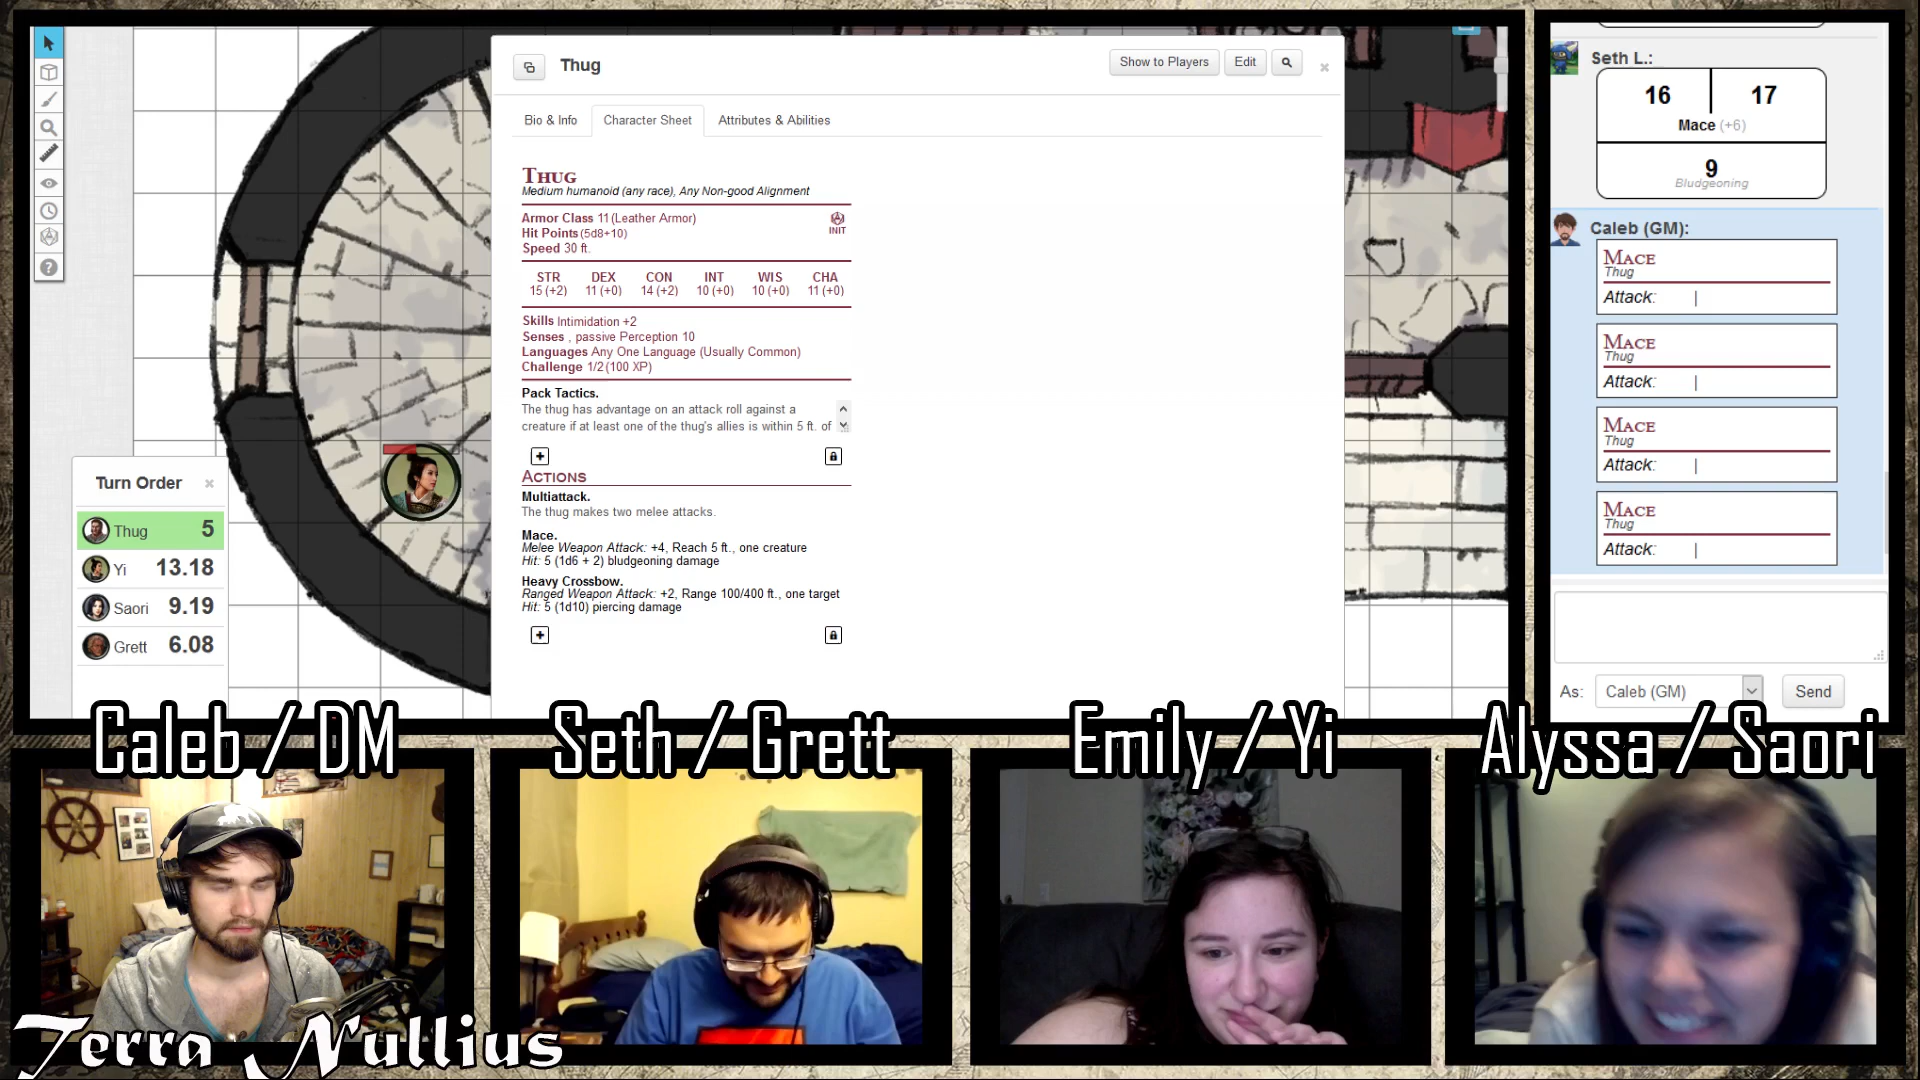 Thug
Show to Players
Edit
Bio & Info
Character Sheet
Attributes & Abilities
THUG
Medium humanoid (any race), Any Non-good Alignment
Armor Class 11 (Leather Armor)
Hit Points (5d8+10)
Speed 30 ft.
INIT
STR DEX CON INT WIS CHA
15 (+2) 11 (+0) 14 (+2) 10 (+0) 10 (+0) 11 (+0)
Skills Intimidation +2
Senses , passive Perception 10
Languages Any One Language (Usually Common)
Challenge 1/2 (100 XP)
Pack Tactics.
The thug has advantage on an attack roll against a
creature if at least one of the thug's allies is within 5 ft. of
ACTIONS
Multiattack.
The thug makes two melee attacks.
Mace.
Melee Weapon Attack: +4, Reach 5 ft., one creature
Hit: 5 (1d6 + 2) bludgeoning damage
Heavy Crossbow.
Ranged Weapon Attack: +2, Range 100/400 ft., one target
Hit: 5 (1d10) piercing damage
Turn Order
Thug 5
Yi 13.18
Saori 9.19
Grett 6.08
Seth L.:
16 | 17
Mace (+6)
9
Bludgeoning
Caleb (GM):
MACE
Thug
Attack: |
MACE
Thug
Attack: |
MACE
Thug
Attack: |
MACE
Thug
Attack: |
As: Caleb (GM) Send
Caleb / DM
Seth / Grett
Emily / Yi
Alyssa / Saori
Terra Nullius